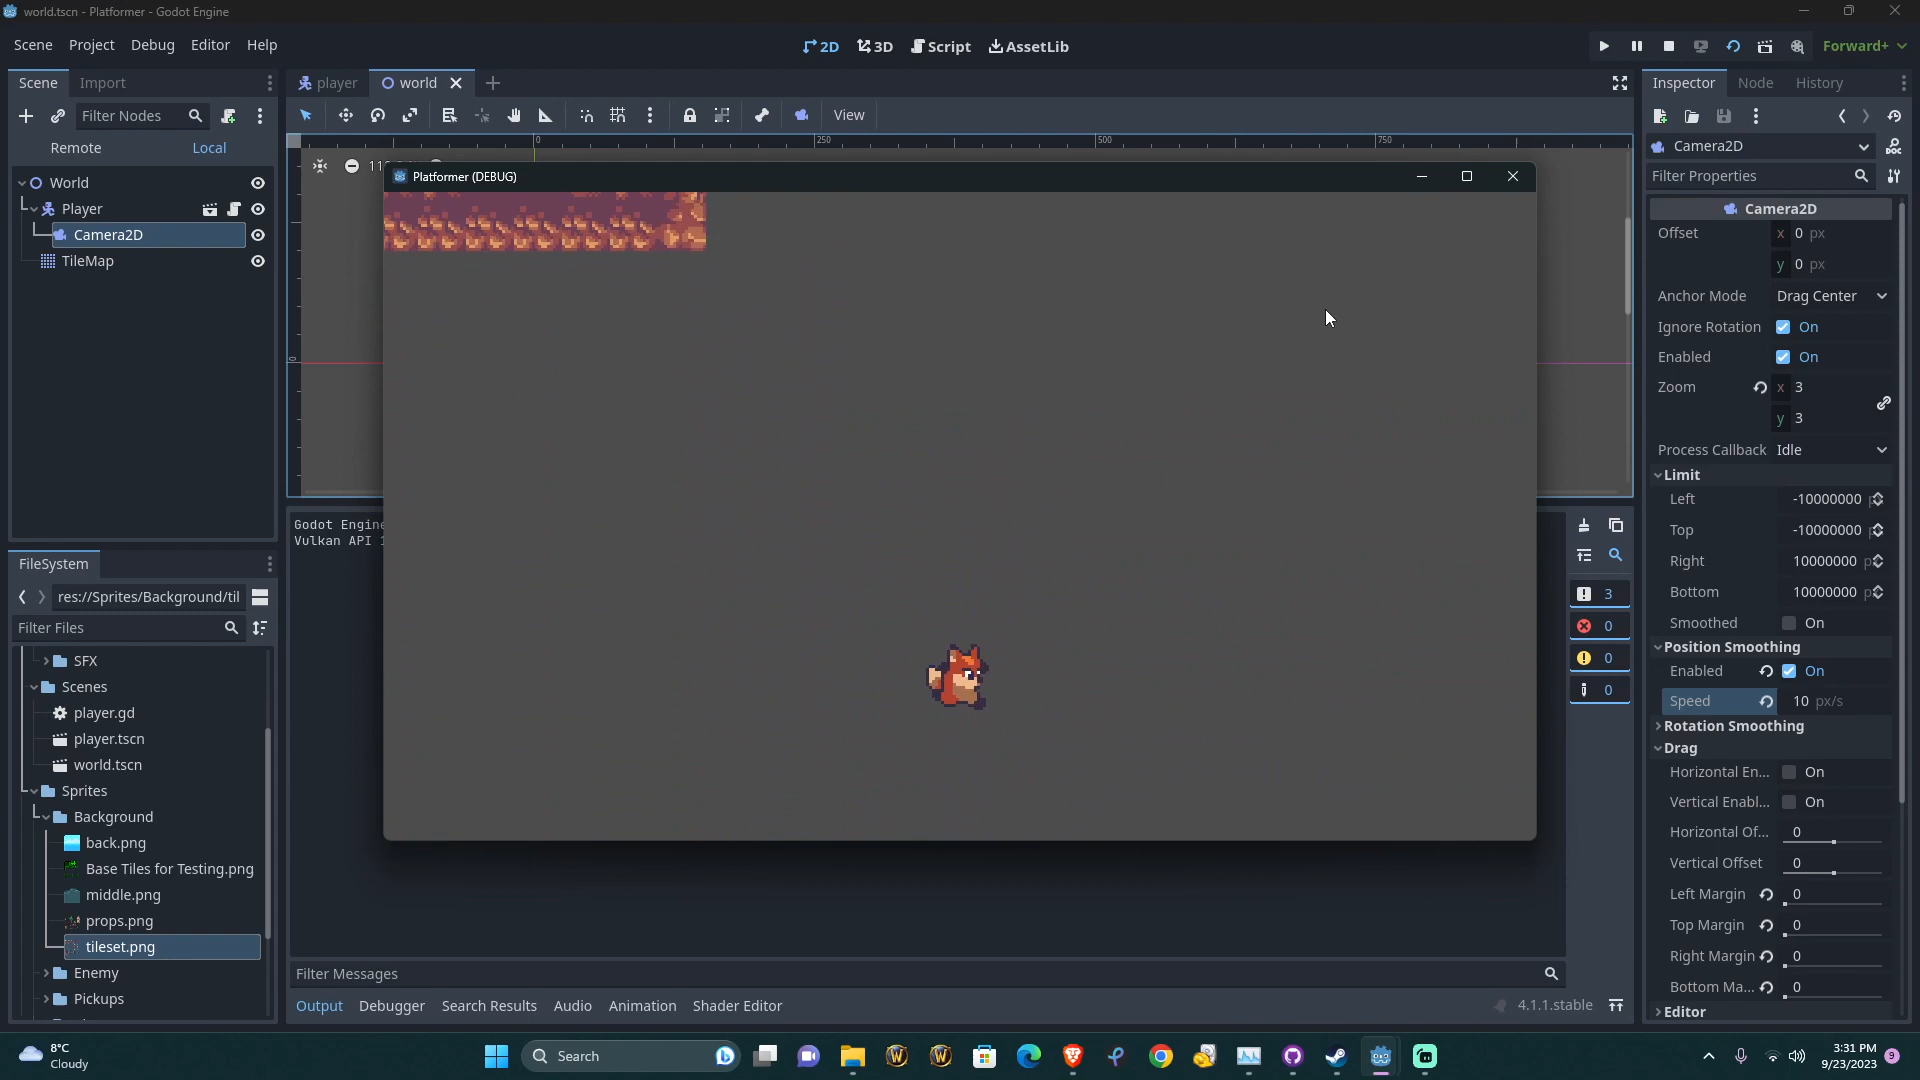 world.tscn - Platformer - Godot Engine
Scene Project Debug Editor Help
2D 3D Script AssetLib
Forward+
Scene Import
Filter Nodes
Remote Local
World
Player
Camera2D
TileMap
player world
View
0 250 500 750
0
Platformer (DEBUG)
Godot Engine
Vulkan API
3
0
0
0
Filter Messages
Output Debugger Search Results Audio Animation Shader Editor
4.1.1.stable
FileSystem
res://Sprites/Background/til
Filter Files
SFX
Scenes
player.gd
player.tscn
world.tscn
Sprites
Background
back.png
Base Tiles for Testing.png
middle.png
props.png
tileset.png
Enemy
Pickups
Inspector Node History
Camera2D
Filter Properties
Camera2D
Offset x 0 px
y 0 px
Anchor Mode Drag Center
Ignore Rotation On
Enabled On
Zoom x 3
y 3
Process Callback Idle
Limit
Left -10000000
Top -10000000
Right 10000000
Bottom 10000000
Smoothed On
Position Smoothing
Enabled On
Speed 10 px/s
Rotation Smoothing
Drag
Horizontal En... On
Vertical Enabl... On
Horizontal Of... 0
Vertical Offset 0
Left Margin 0
Top Margin 0
Right Margin 0
Bottom Ma... 0
Editor
8°C
Cloudy
Search
3:31 PM
9/23/2023
9